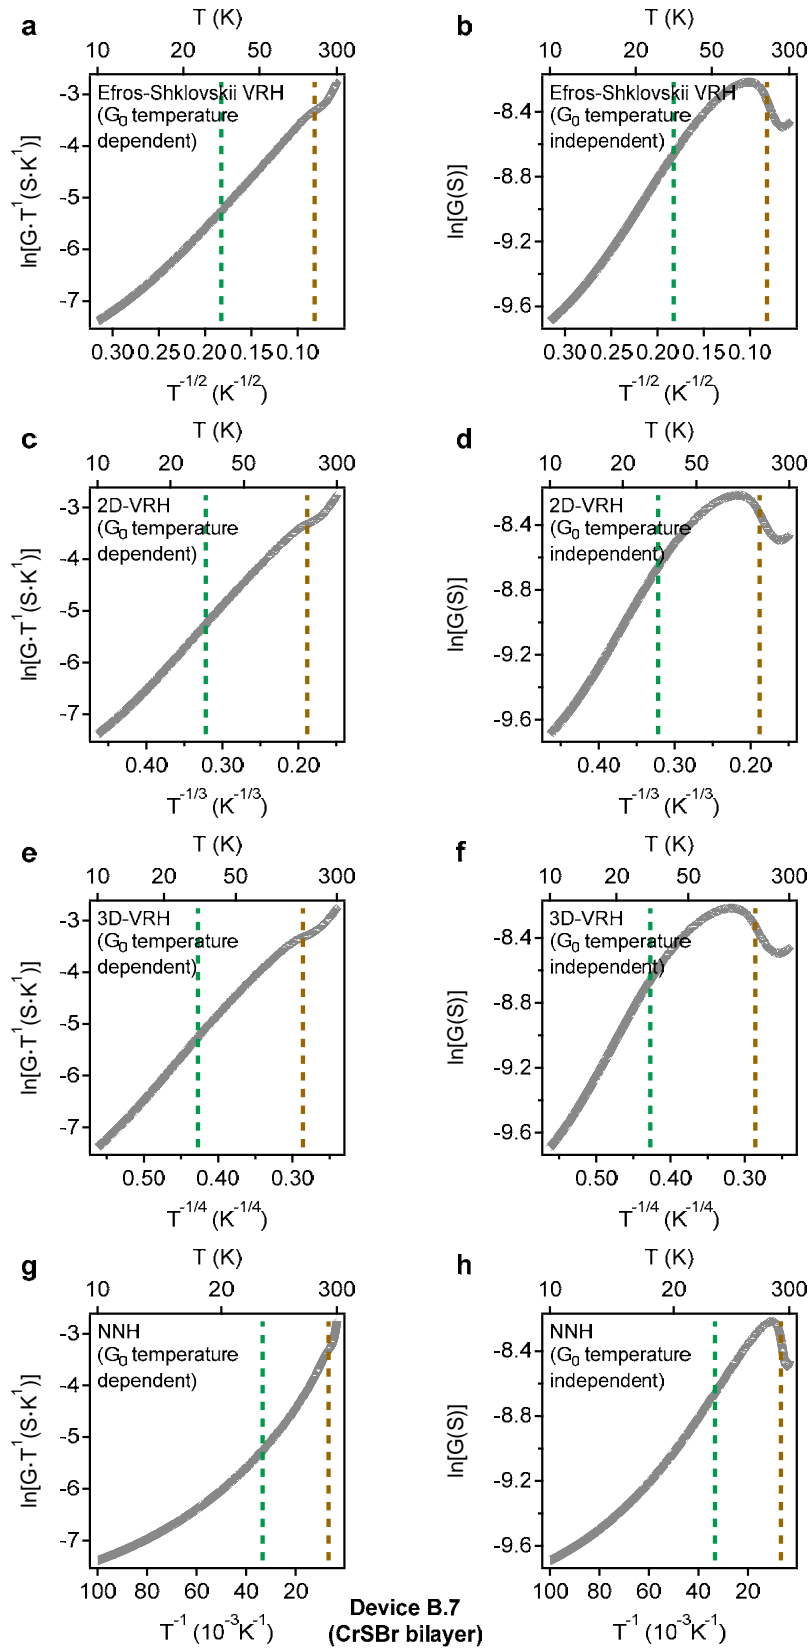 a
T (K)
10 20 50 300
Efros-Shklovskii VRH
(G₀ temperature
dependent)
ln[G·T¹(S·K¹)]
-3
-4
-5
-6
-7
0.30 0.25 0.20 0.15 0.10
T⁻¹/² (K⁻¹/²)
b
T (K)
10 20 50 300
Efros-Shklovskii VRH
(G₀ temperature
independent)
ln[G(S)]
-8.4
-8.8
-9.2
-9.6
0.30 0.25 0.20 0.15 0.10
T⁻¹/² (K⁻¹/²)
c
T (K)
10 20 50 300
2D-VRH
(G₀ temperature
dependent)
ln[G·T¹(S·K¹)]
-3
-4
-5
-6
-7
0.40 0.30 0.20
T⁻¹/³ (K⁻¹/³)
d
T (K)
10 20 50 300
2D-VRH
(G₀ temperature
independent)
ln[G(S)]
-8.4
-8.8
-9.2
-9.6
0.40 0.30 0.20
T⁻¹/³ (K⁻¹/³)
e
T (K)
10 20 50 300
3D-VRH
(G₀ temperature
dependent)
ln[G·T¹(S·K¹)]
-3
-4
-5
-6
-7
0.50 0.40 0.30
T⁻¹/⁴ (K⁻¹/⁴)
f
T (K)
10 20 50 300
3D-VRH
(G₀ temperature
independent)
ln[G(S)]
-8.4
-8.8
-9.2
-9.6
0.50 0.40 0.30
T⁻¹/⁴ (K⁻¹/⁴)
g
T (K)
10 20 300
NNH
(G₀ temperature
dependent)
ln[G·T¹(S·K¹)]
-3
-4
-5
-6
-7
100 80 60 40 20
T⁻¹ (10⁻³K⁻¹)
h
T (K)
10 20 300
NNH
(G₀ temperature
independent)
ln[G(S)]
-8.4
-8.8
-9.2
-9.6
100 80 60 40 20
T⁻¹ (10⁻³K⁻¹)
Device B.7
(CrSBr bilayer)